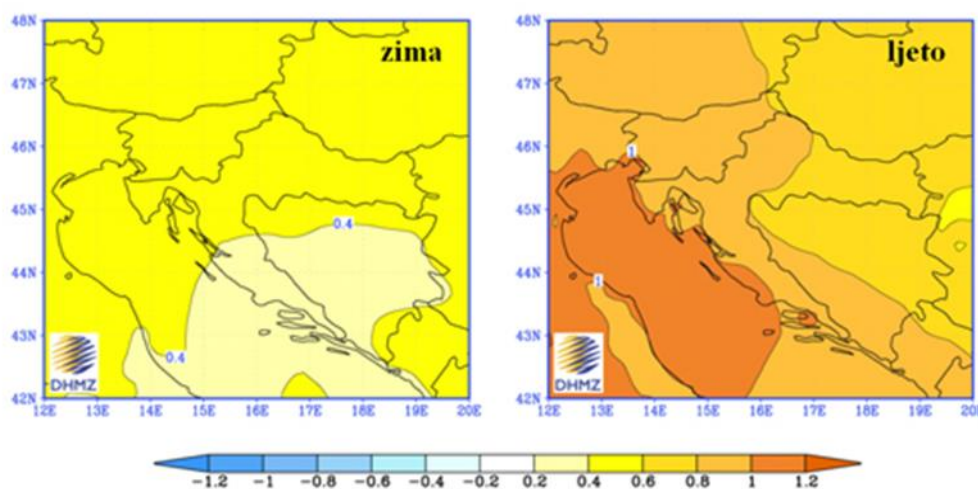 zima
ljeto
48N
47N
46N
45N
44N
43N
42N
0.4
0.4
DHMZ
12E 13E 14E 15E 16E 17E 18E 19E 20E
48N
47N
46N
45N
44N
43N
42N
1
1
DHMZ
12E 13E 14E 15E 16E 17E 18E 19E 20E
-1.2 -1 -0.8 -0.6 -0.4 -0.2 0.2 0.4 0.6 0.8 1 1.2